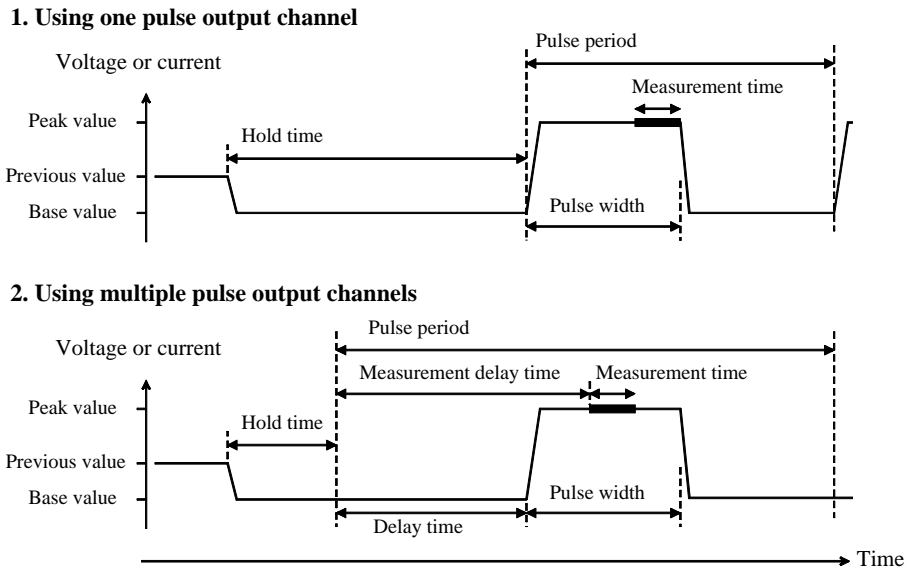 1. Using one pulse output channel
Pulse period
Voltage or current
Measurement time
Peak value
Hold time
Previous value
Base value
Pulse width
2. Using multiple pulse output channels
Pulse period
Voltage or current
Measurement delay time
Measurement time
Peak value
Hold time
Previous value
Base value
Pulse width
Delay time
Time